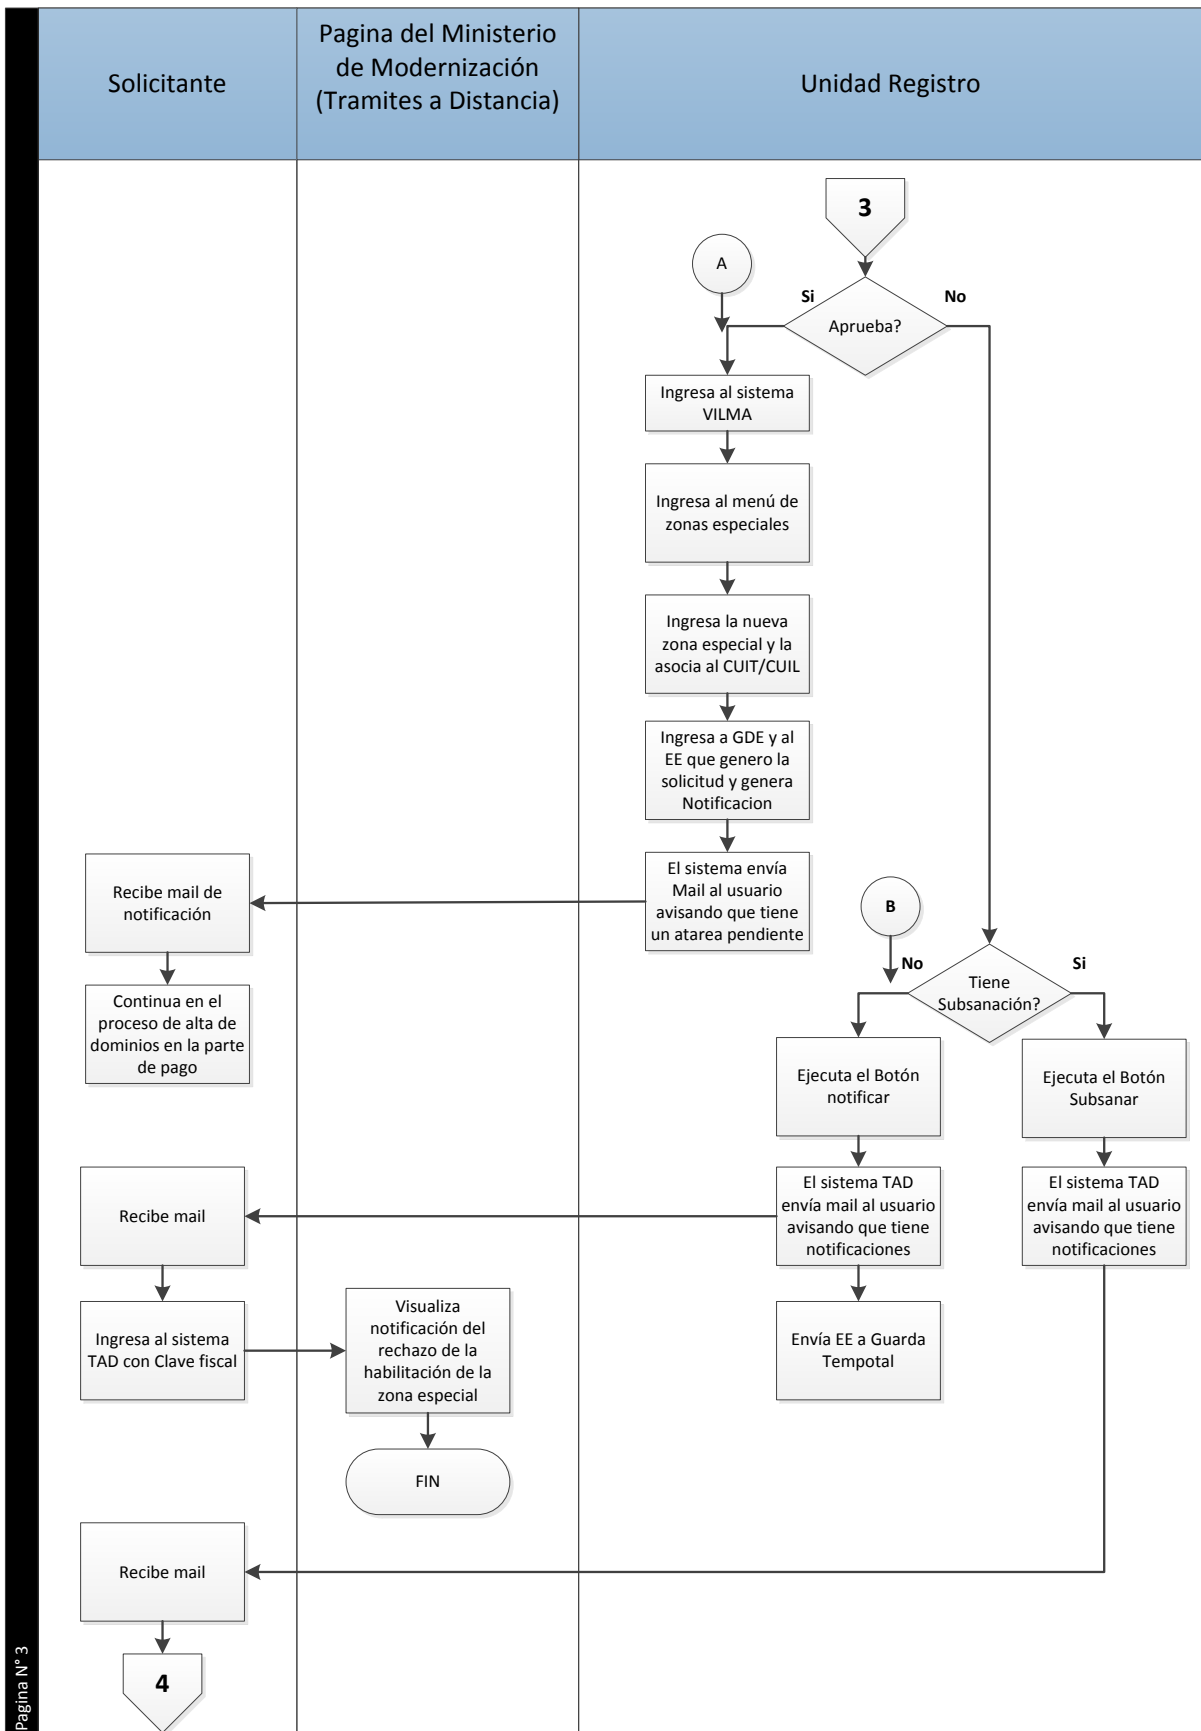 Solicitante
Pagina del Ministerio
de Modernización
(Tramites a Distancia)
Unidad Registro
3
A
Si
No
Aprueba?
Ingresa al sistema
VILMA
Ingresa al menú de
zonas especiales
Ingresa la nueva
zona especial y la
asocia al CUIT/CUIL
Ingresa a GDE y al
EE que genero la
solicitud y genera
Notificacion
El sistema envía
Mail al usuario
avisando que tiene
un atarea pendiente
Recibe mail de
notificación
Continua en el
proceso de alta de
dominios en la parte
de pago
B
No
Si
Tiene
Subsanación?
Ejecuta el Botón
notificar
Ejecuta el Botón
Subsanar
El sistema TAD
envía mail al usuario
avisando que tiene
notificaciones
El sistema TAD
envía mail al usuario
avisando que tiene
notificaciones
Recibe mail
Ingresa al sistema
TAD con Clave fiscal
Visualiza
notificación del
rechazo de la
habilitación de la
zona especial
Envía EE a Guarda
Tempotal
FIN
Recibe mail
4
Pagina N° 3